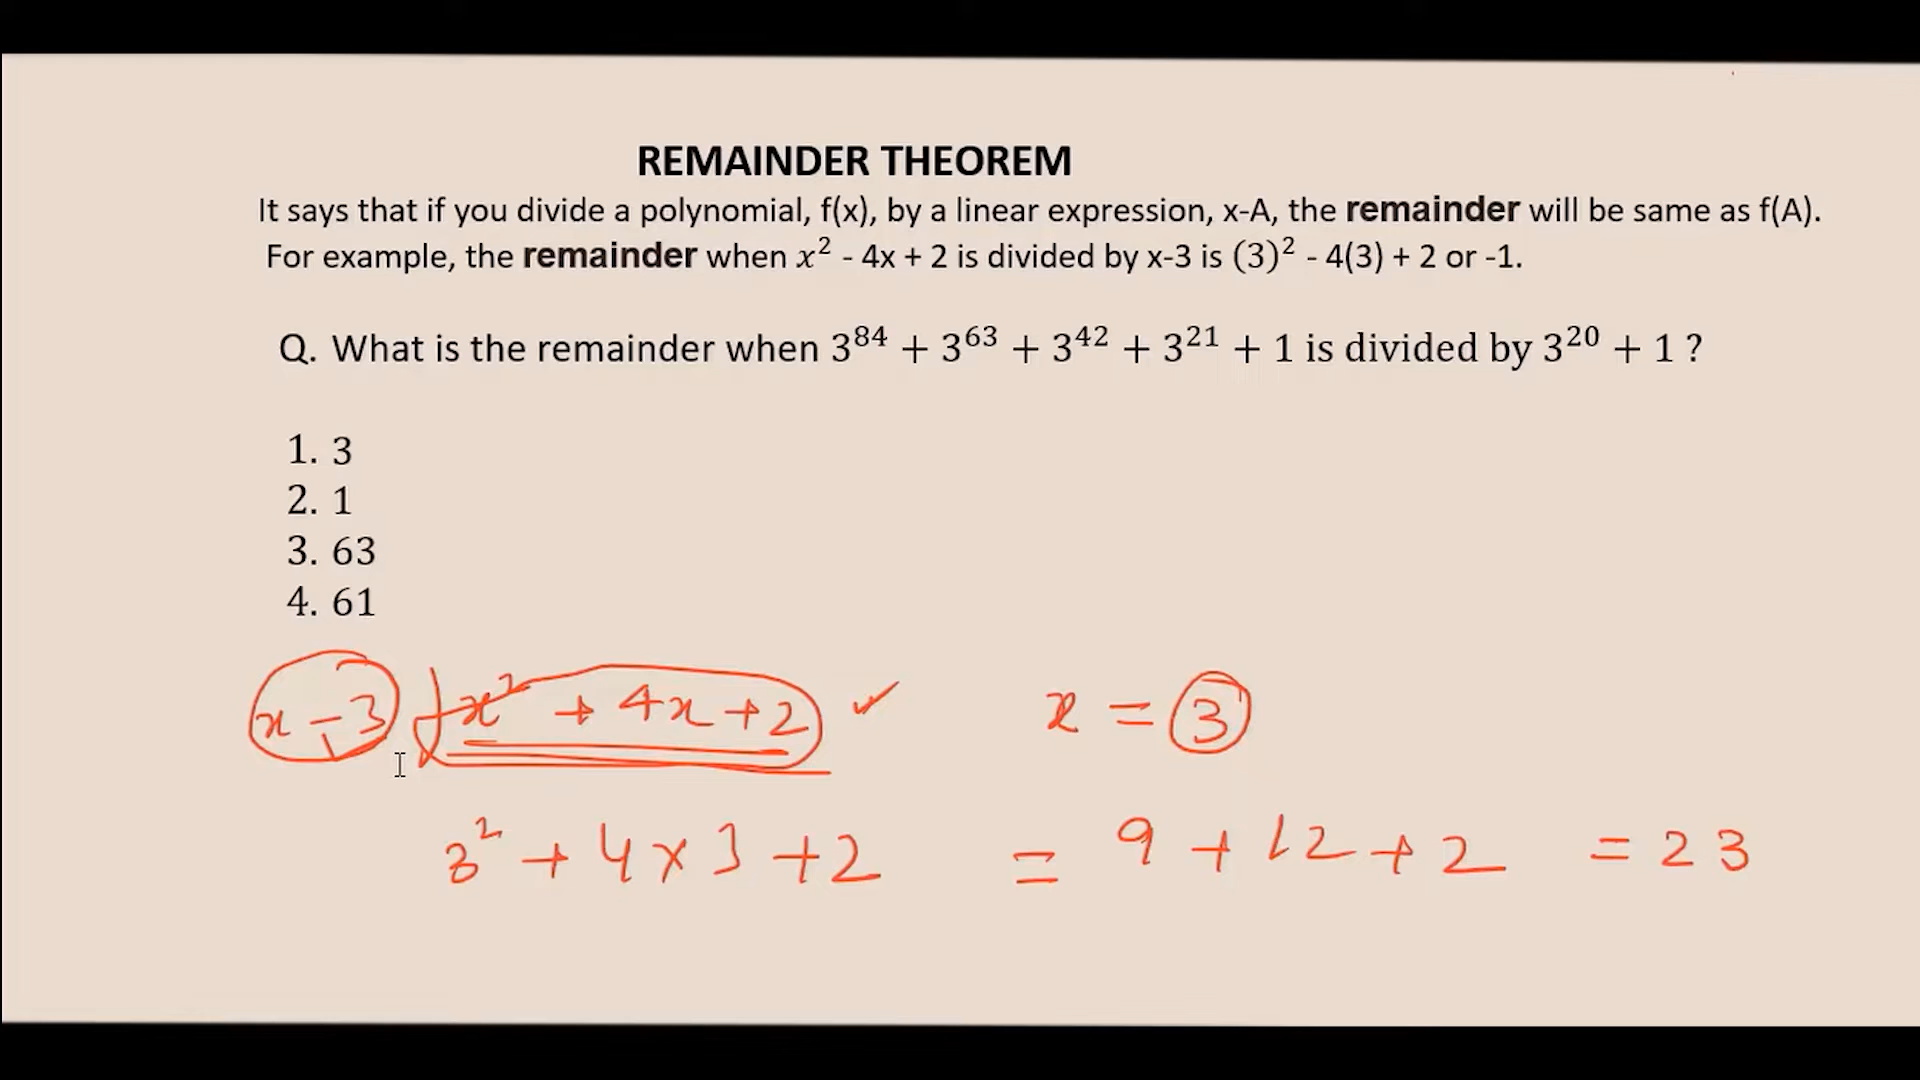 REMAINDER THEOREM
It says that if you divide a polynomial, f(x), by a linear expression, x-A, the remainder will be same as f(A).
For example, the remainder when x² - 4x + 2 is divided by x-3 is (3)² - 4(3) + 2 or -1.
Q. What is the remainder when 3⁸⁴ + 3⁶³ + 3⁴² + 3²¹ + 1 is divided by 3²⁰ + 1 ?
1. 3
2. 1
3. 63
4. 61
x - 3 x² + 4x + 2 ✓ x = 3
3² + 4 × 3 + 2 = 9 + 12 + 2 = 23